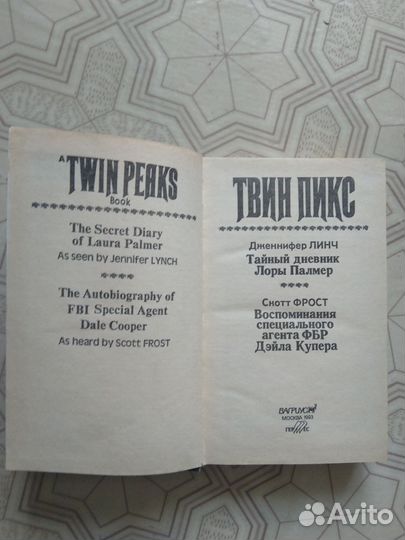 A
TWIN PEAKS
Book
The Secret Diary
of Laura Palmer
As seen by Jennifer LYNCH
The Autobiography of
FBI Special Agent
Dale Cooper
As heard by Scott FROST
ТВИН ПИКС
Дженнифер ЛИНЧ
Тайный дневник
Лоры Палмер
Скотт ФРОСТ
Воспоминания
специального
агента ФБР
Дэйла Купера
ВАГРИУС
МОСКВА 1993
Avito